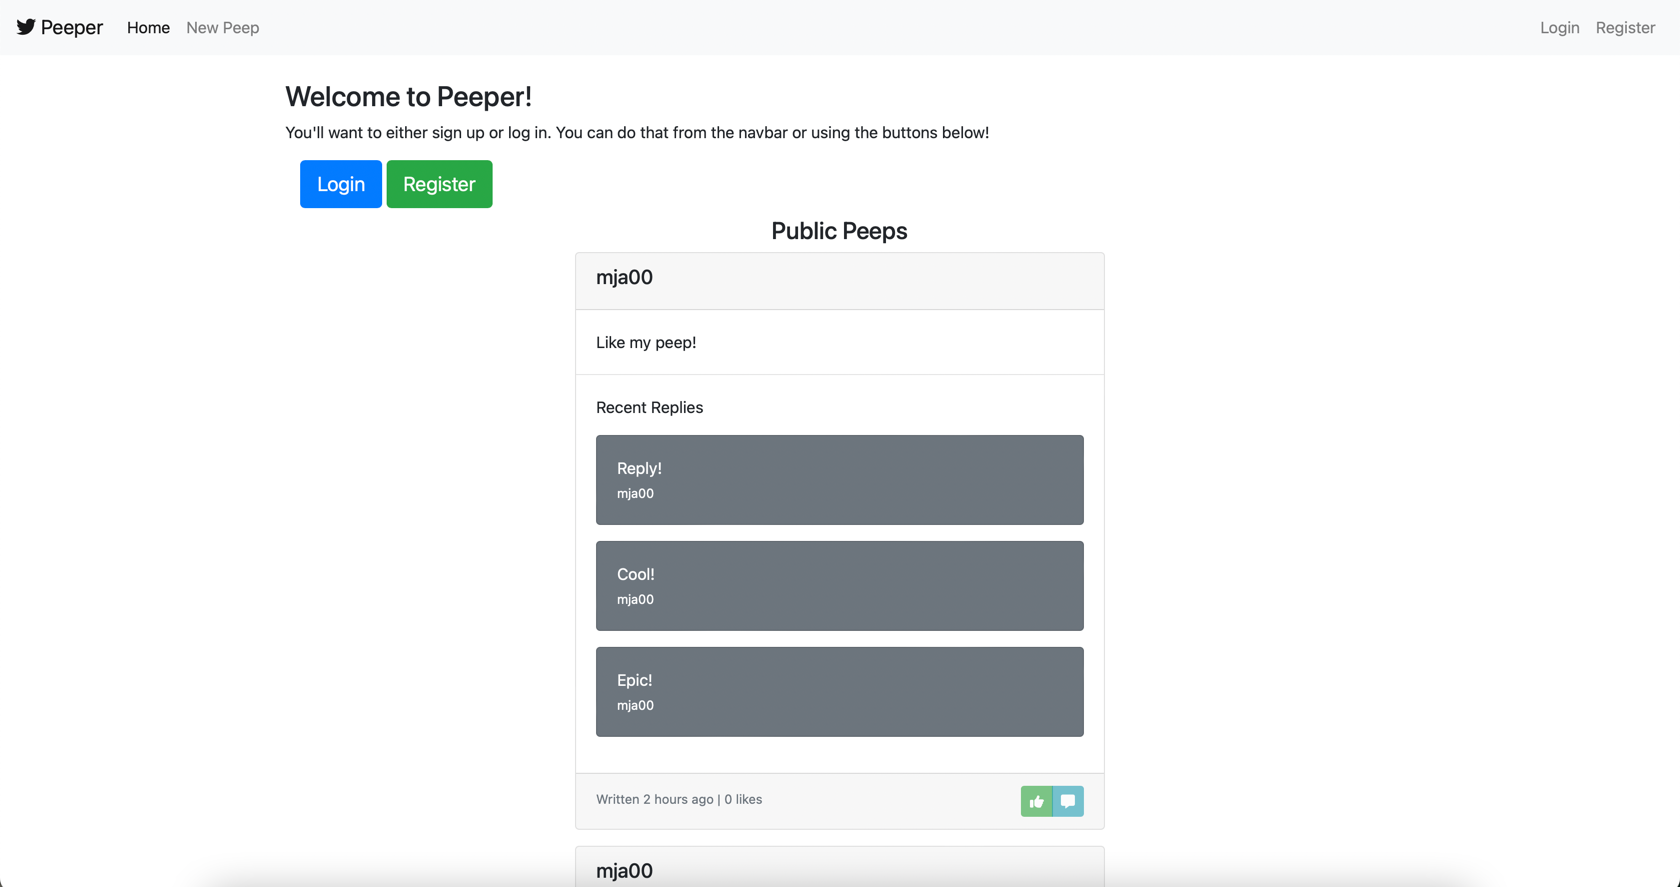 Peeper Home New Peep Login Register
Welcome to Peeper!
You'll want to either sign up or log in. You can do that from the navbar or using the buttons below!
Login Register
Public Peeps
mja00
Like my peep!
Recent Replies
Reply!
mja00
Cool!
mja00
Epic!
mja00
Written 2 hours ago | 0 likes
mja00